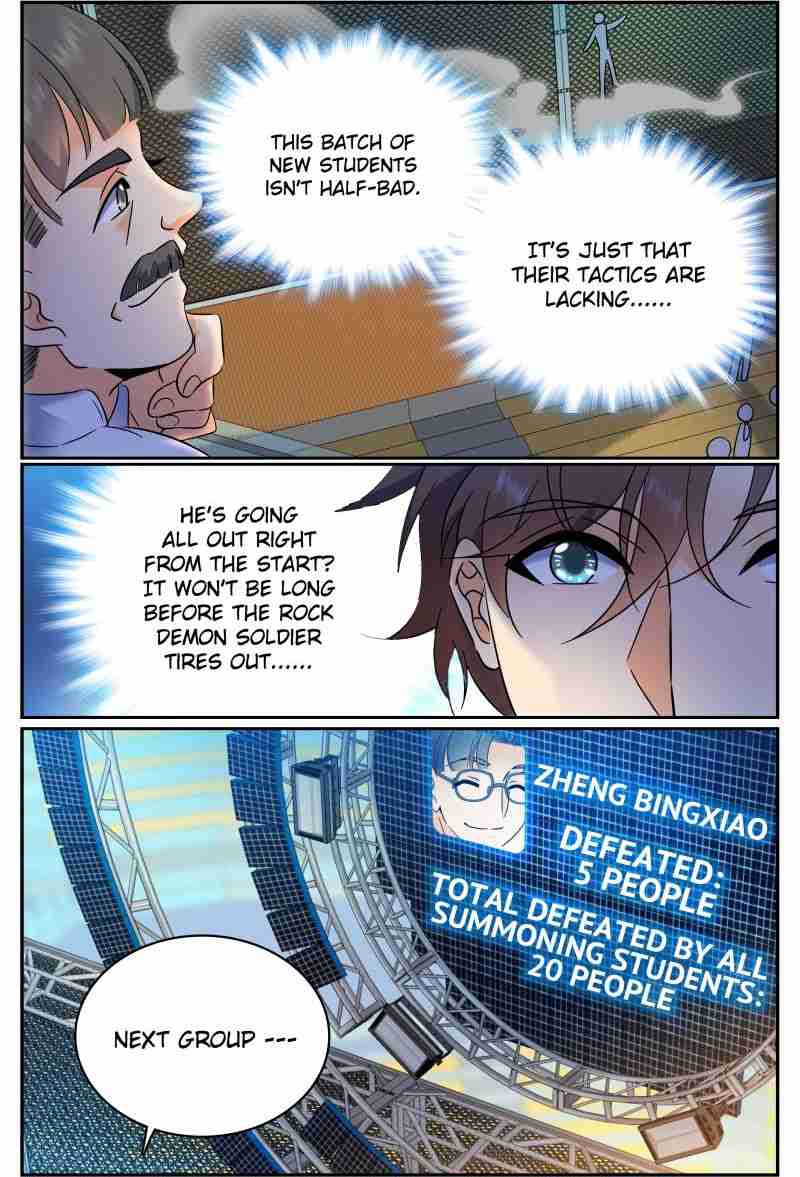 THIS BATCH OF
NEW STUDENTS
ISN'T HALF-BAD.
IT'S JUST THAT
THEIR TACTICS ARE
LACKING......
HE'S GOING
ALL OUT RIGHT
FROM THE START?
IT WON'T BE LONG
BEFORE THE ROCK
DEMON SOLDIER
TIRES OUT......
ZHENG BINGXIAO
DEFEATED:
5 PEOPLE
TOTAL DEFEATED BY ALL
SUMMONING STUDENTS:
20 PEOPLE
NEXT GROUP ---